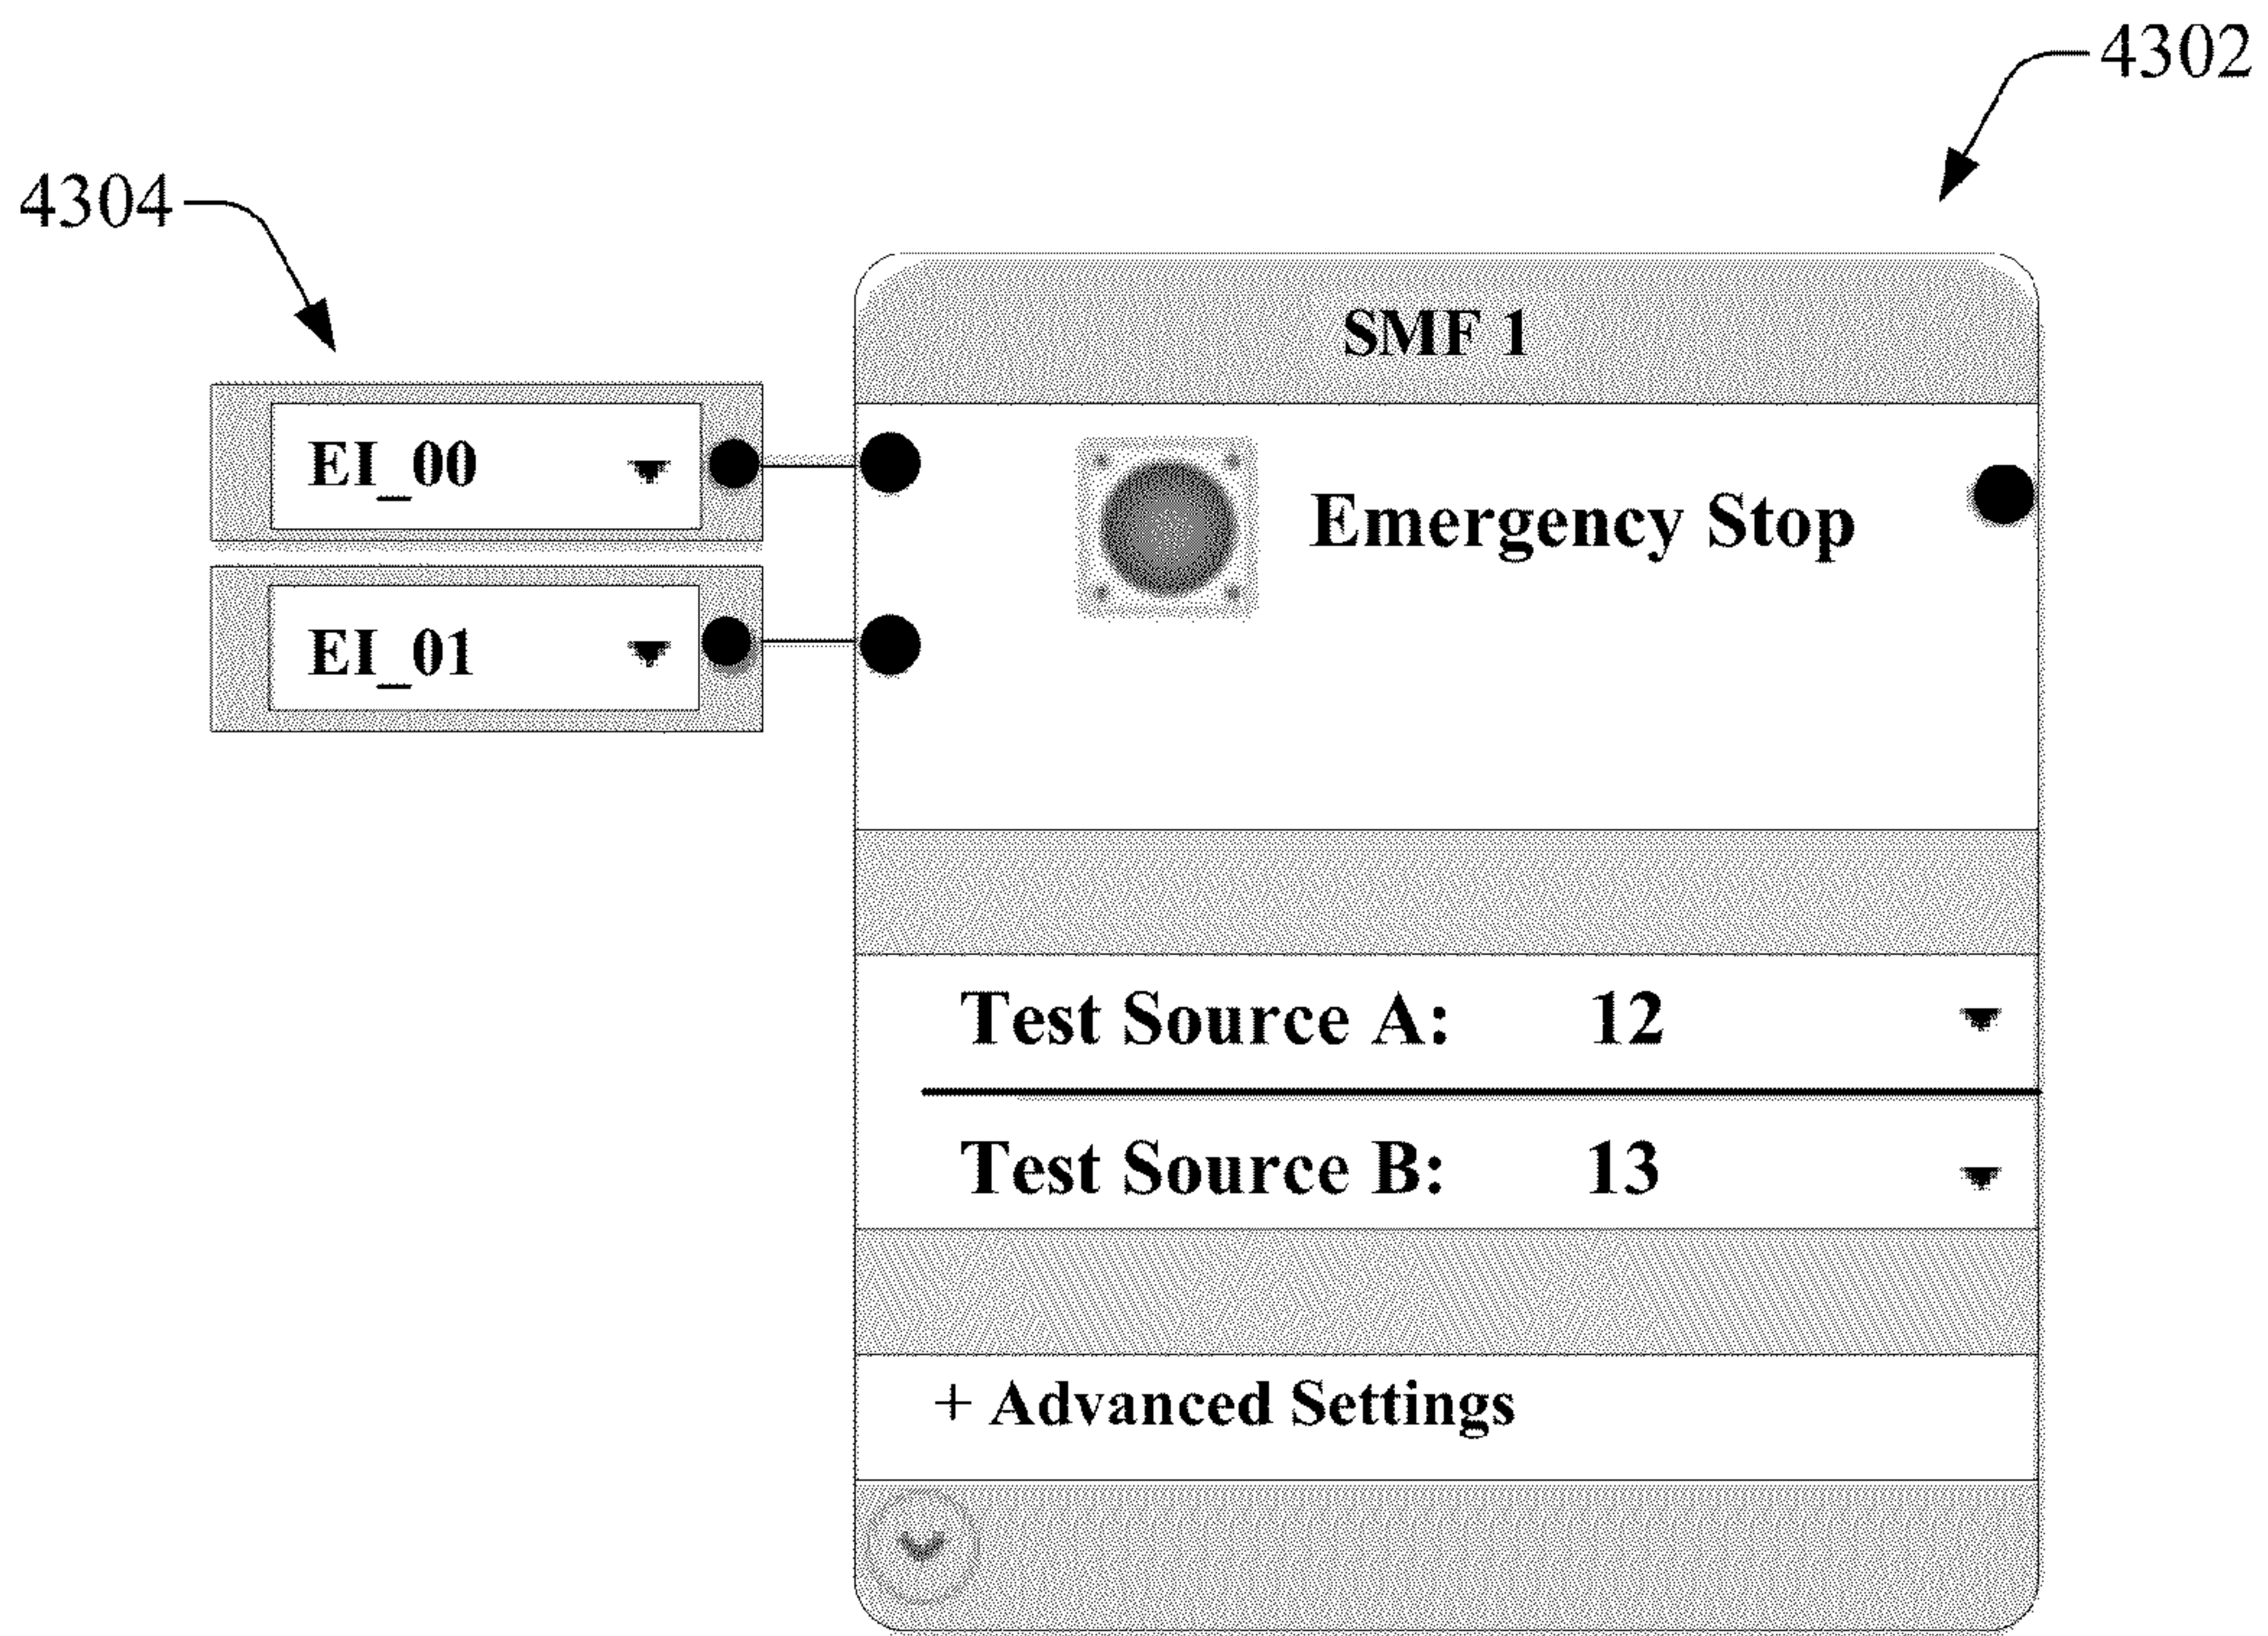 4302
4304
SMF 1
EI_00
Emergency Stop
EI_01
Test Source A: 12
Test Source B: 13
+ Advanced Settings